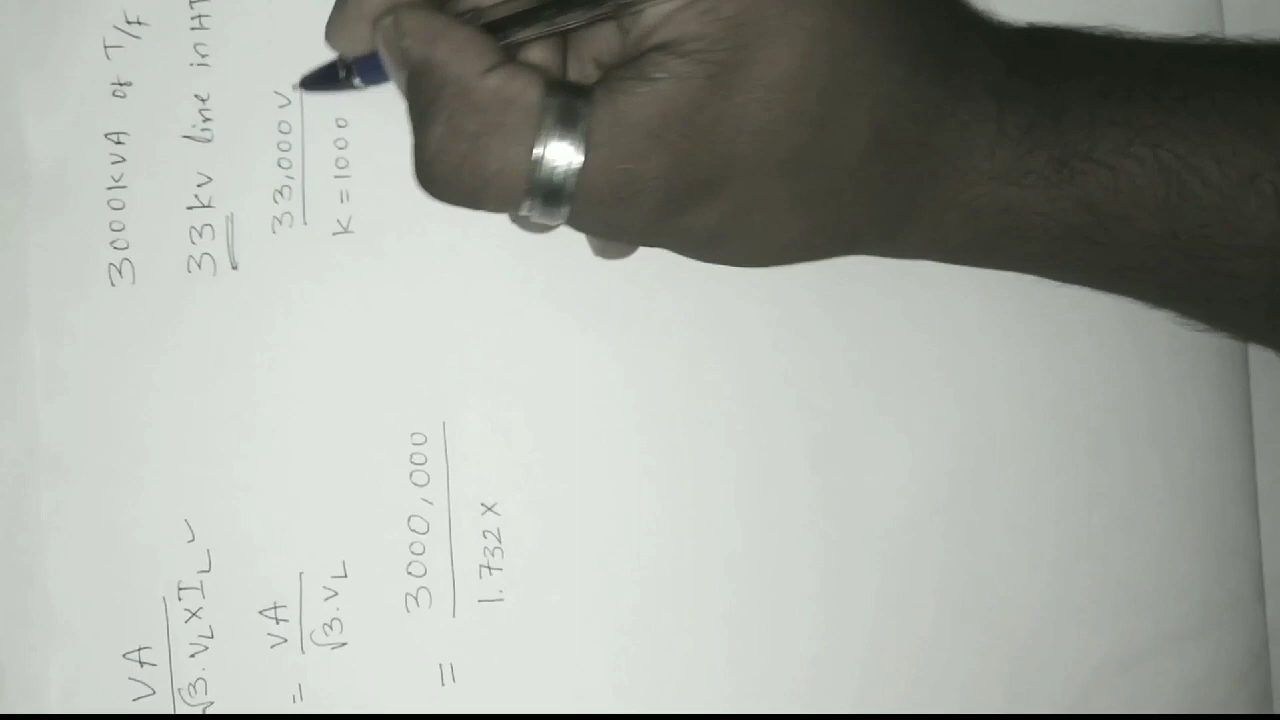 3000KVA of T/F
33kv line in HT
33,000V
K = 1000
VA
√3.VL X IL
= VA
√3.VL
= 3000,000
1.732 X